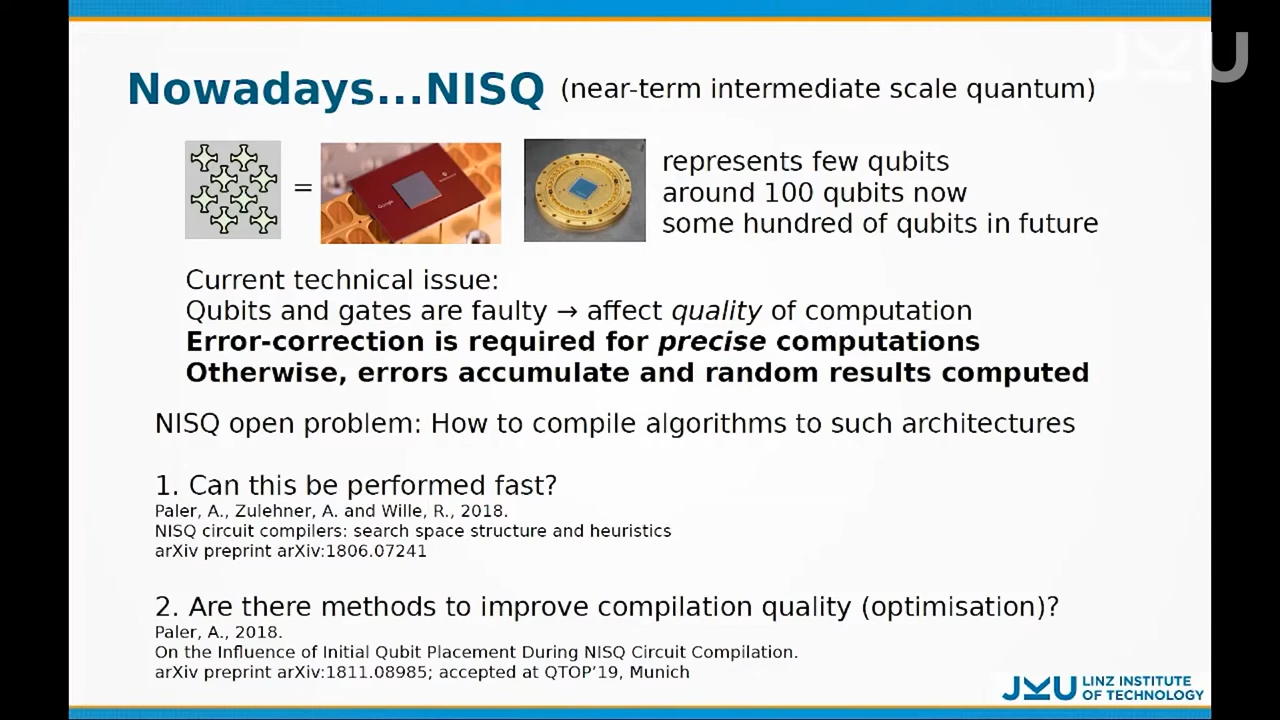 JKU
Nowadays...NISQ (near-term intermediate scale quantum)
=
Google
represents few qubits
around 100 qubits now
some hundred of qubits in future
Current technical issue:
Qubits and gates are faulty → affect quality of computation
Error-correction is required for precise computations
Otherwise, errors accumulate and random results computed
NISQ open problem: How to compile algorithms to such architectures
1. Can this be performed fast?
Paler, A., Zulehner, A. and Wille, R., 2018.
NISQ circuit compilers: search space structure and heuristics
arXiv preprint arXiv:1806.07241
2. Are there methods to improve compilation quality (optimisation)?
Paler, A., 2018.
On the Influence of Initial Qubit Placement During NISQ Circuit Compilation.
arXiv preprint arXiv:1811.08985; accepted at QTOP’19, Munich
JKU LINZ INSTITUTE
OF TECHNOLOGY